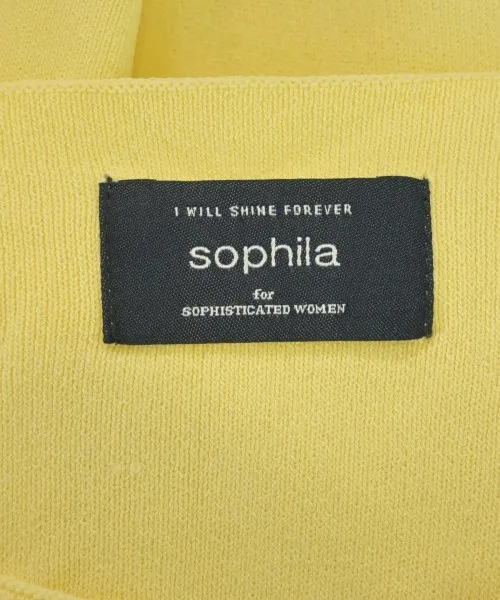 I WILL SHINE FOREVER
sophila
for
SOPHISTICATED WOMEN